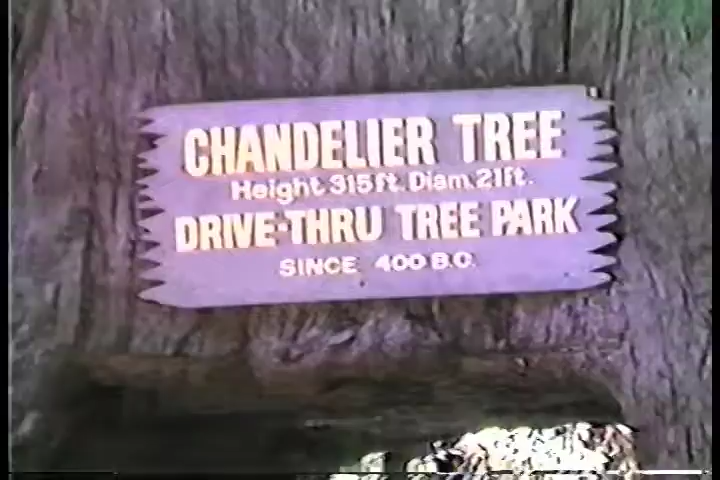 CHANDELIER TREE
Height 315 ft. Diam. 21 ft.
DRIVE-THRU TREE PARK
SINCE 400 B.C.